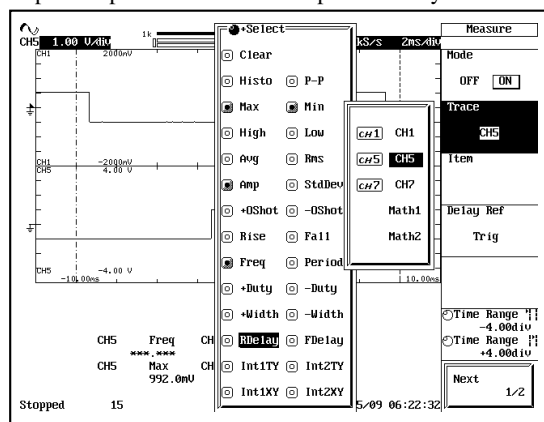 CH5 1.00 V/div
1k
kS/s 2ms/div
CH1 2000mV
CH1 -2000mV
CH5 4.00 V
CH5 -4.00 V
-10.00ms
10.00ms
+Select
Clear
Histo P-P
Max Min
High Low
Avg Rms
Amp StdDev
+OShot -OShot
Rise Fall
Freq Period
+Duty -Duty
+Width -Width
RDelay FDelay
Int1TY Int2TY
Int1XY Int2XY
CH1 CH1
CH5 CH5
CH7 CH7
Math1
Math2
Measure
Mode
OFF ON
Trace
CH5
Item
Delay Ref
Trig
Time Range
-4.00div
Time Range
+4.00div
Next
1/2
CH5 Freq CH
***.***
CH5 Max CH
992.0mV
Stopped 15
5/09 06:22:32